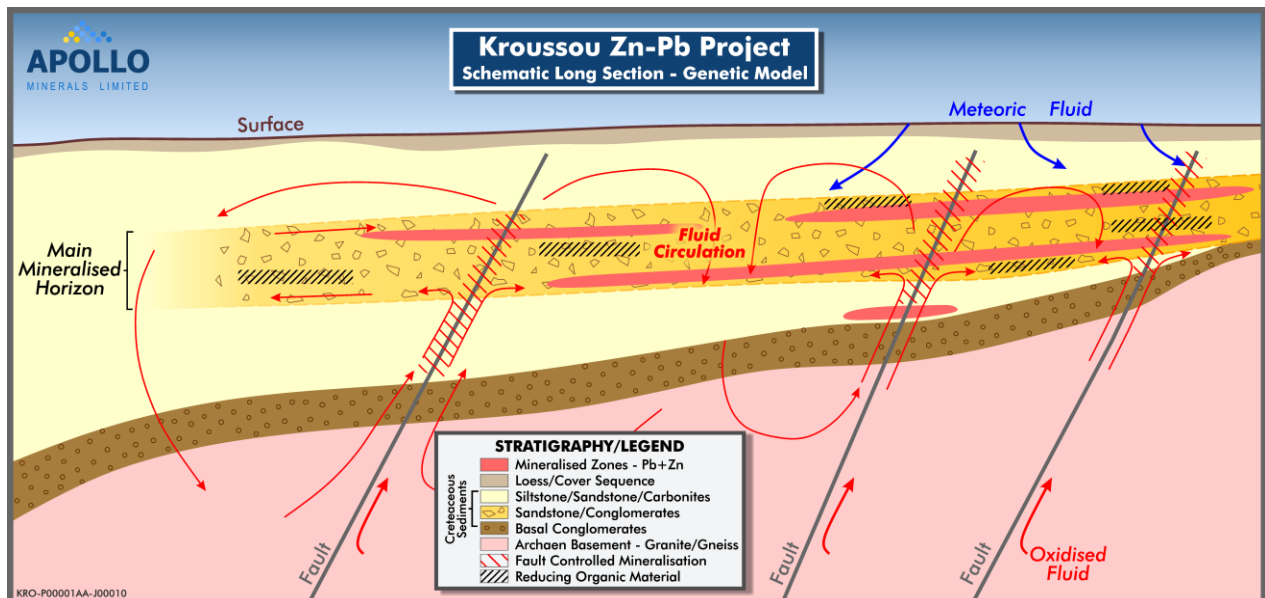 APOLLO
MINERALS LIMITED
Kroussou Zn-Pb Project
Schematic Long Section - Genetic Model
Surface
Meteoric Fluid
Main
Mineralised
Horizon
Fluid
Circulation
STRATIGRAPHY/LEGEND
Mineralised Zones - Pb+Zn
Loess/Cover Sequence
Creteaceous
Sediments
Siltstone/Sandstone/Carbonites
Sandstone/Conglomerates
Basal Conglomerates
Archaen Basement - Granite/Gneiss
Fault Controlled Mineralisation
Reducing Organic Material
Fault
Fault
Fault
Oxidised
Fluid
KRO-P00001AA-J00010